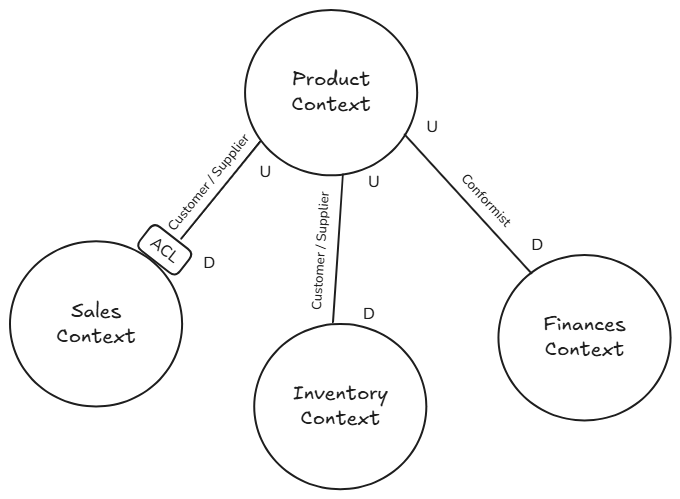 Product
Context
U
Customer / Supplier
U
U
Conformist
Customer / Supplier
ACL
D
D
Sales
Context
D
Finances
Context
Inventory
Context